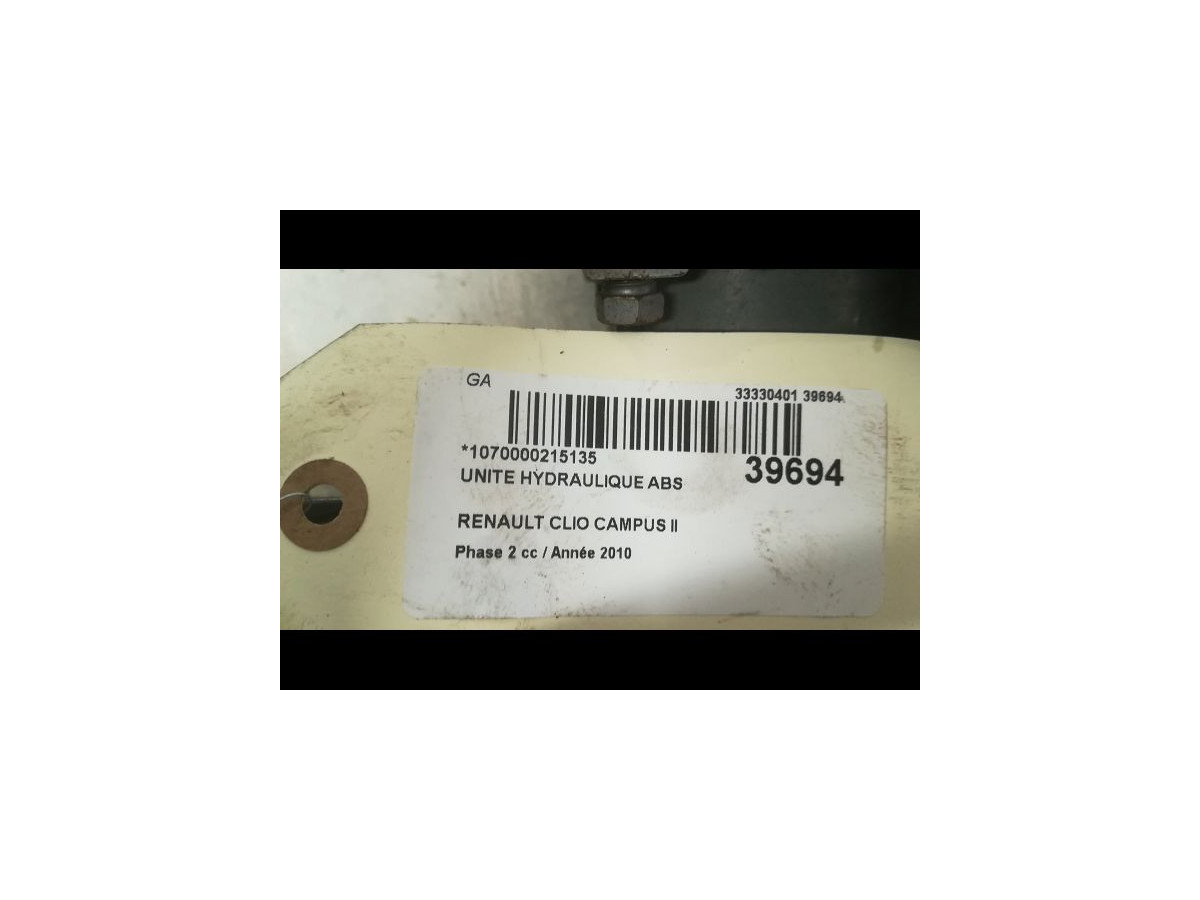 GA
33330401 39694
*1070000215135
39694
UNITE HYDRAULIQUE ABS
RENAULT CLIO CAMPUS II
Phase 2 cc / Année 2010